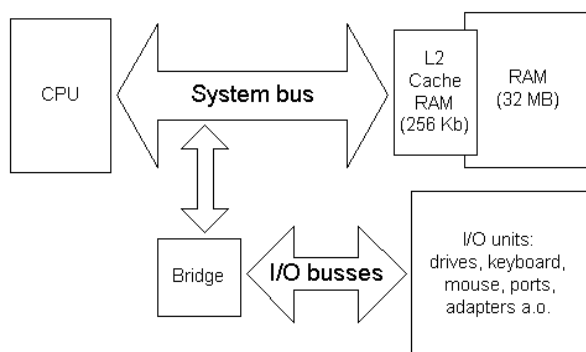 CPU
System bus
L2
Cache
RAM
(256 Kb)
RAM
(32 MB)
Bridge
I/O busses
I/O units:
drives, keyboard,
mouse, ports,
adapters a.o.